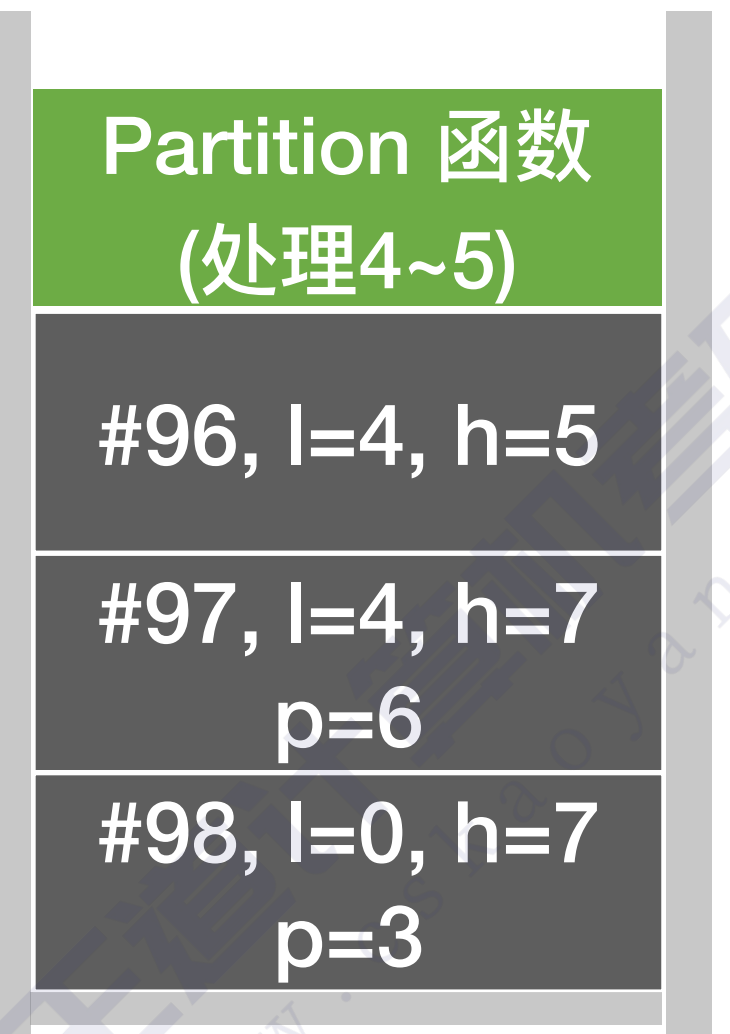 Partition 函数
(处理4~5)
#96, l=4, h=5
#97, l=4, h=7
p=6
#98, l=0, h=7
p=3